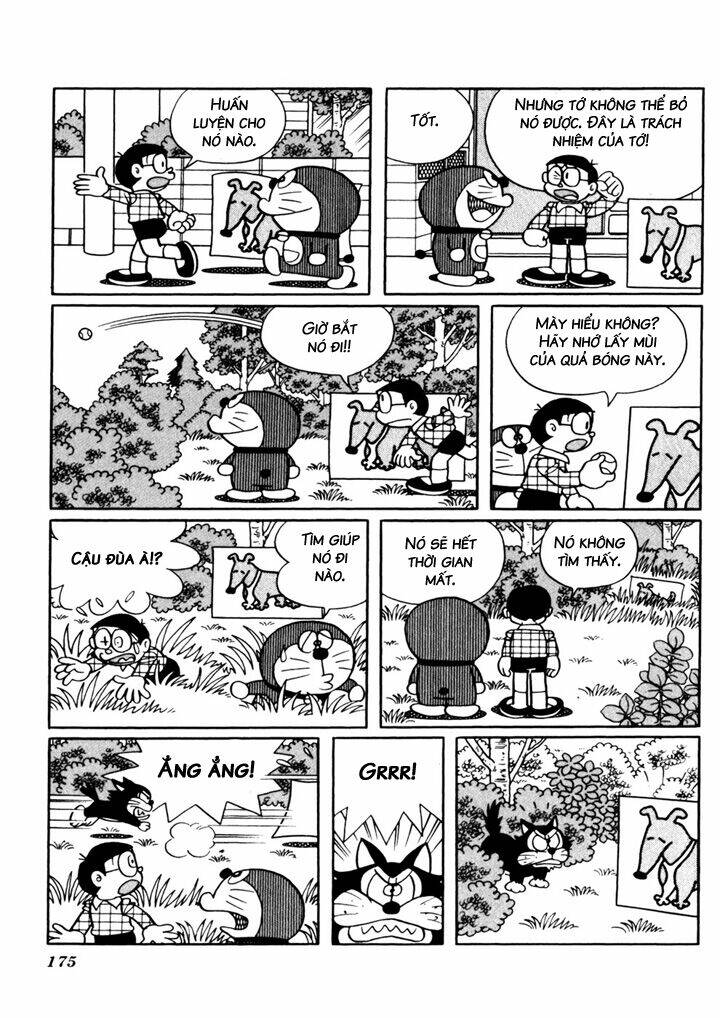 HUẤN
LUYỆN CHO
NÓ NÀO.
TỐT.
NHƯNG TỚ KHÔNG THỂ BỎ
NÓ ĐƯỢC. ĐÂY LÀ TRÁCH
NHIỆM CỦA TỚ!
GIỜ BẮT
NÓ ĐI!!
MÀY HIỂU KHÔNG?
HÃY NHỚ LẤY MÙI
CỦA QUẢ BÓNG NÀY.
CẬU ĐÙA À!?
TÌM GIÚP
NÓ ĐI
NÀO.
NÓ SẼ HẾT
THỜI GIAN
MẤT.
NÓ KHÔNG
TÌM THẤY.
ẲNG ẲNG!
GRRR!
175